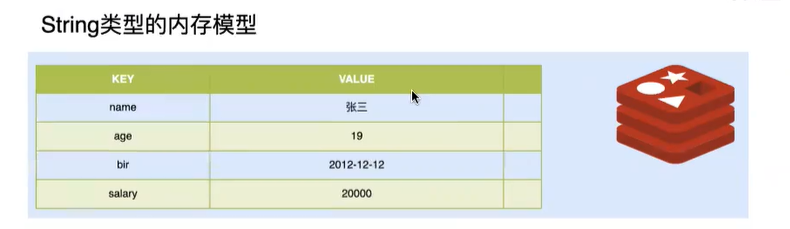 String类型的内存模型
KEY VALUE
name 张三
age 19
bir 2012-12-12
salary 20000